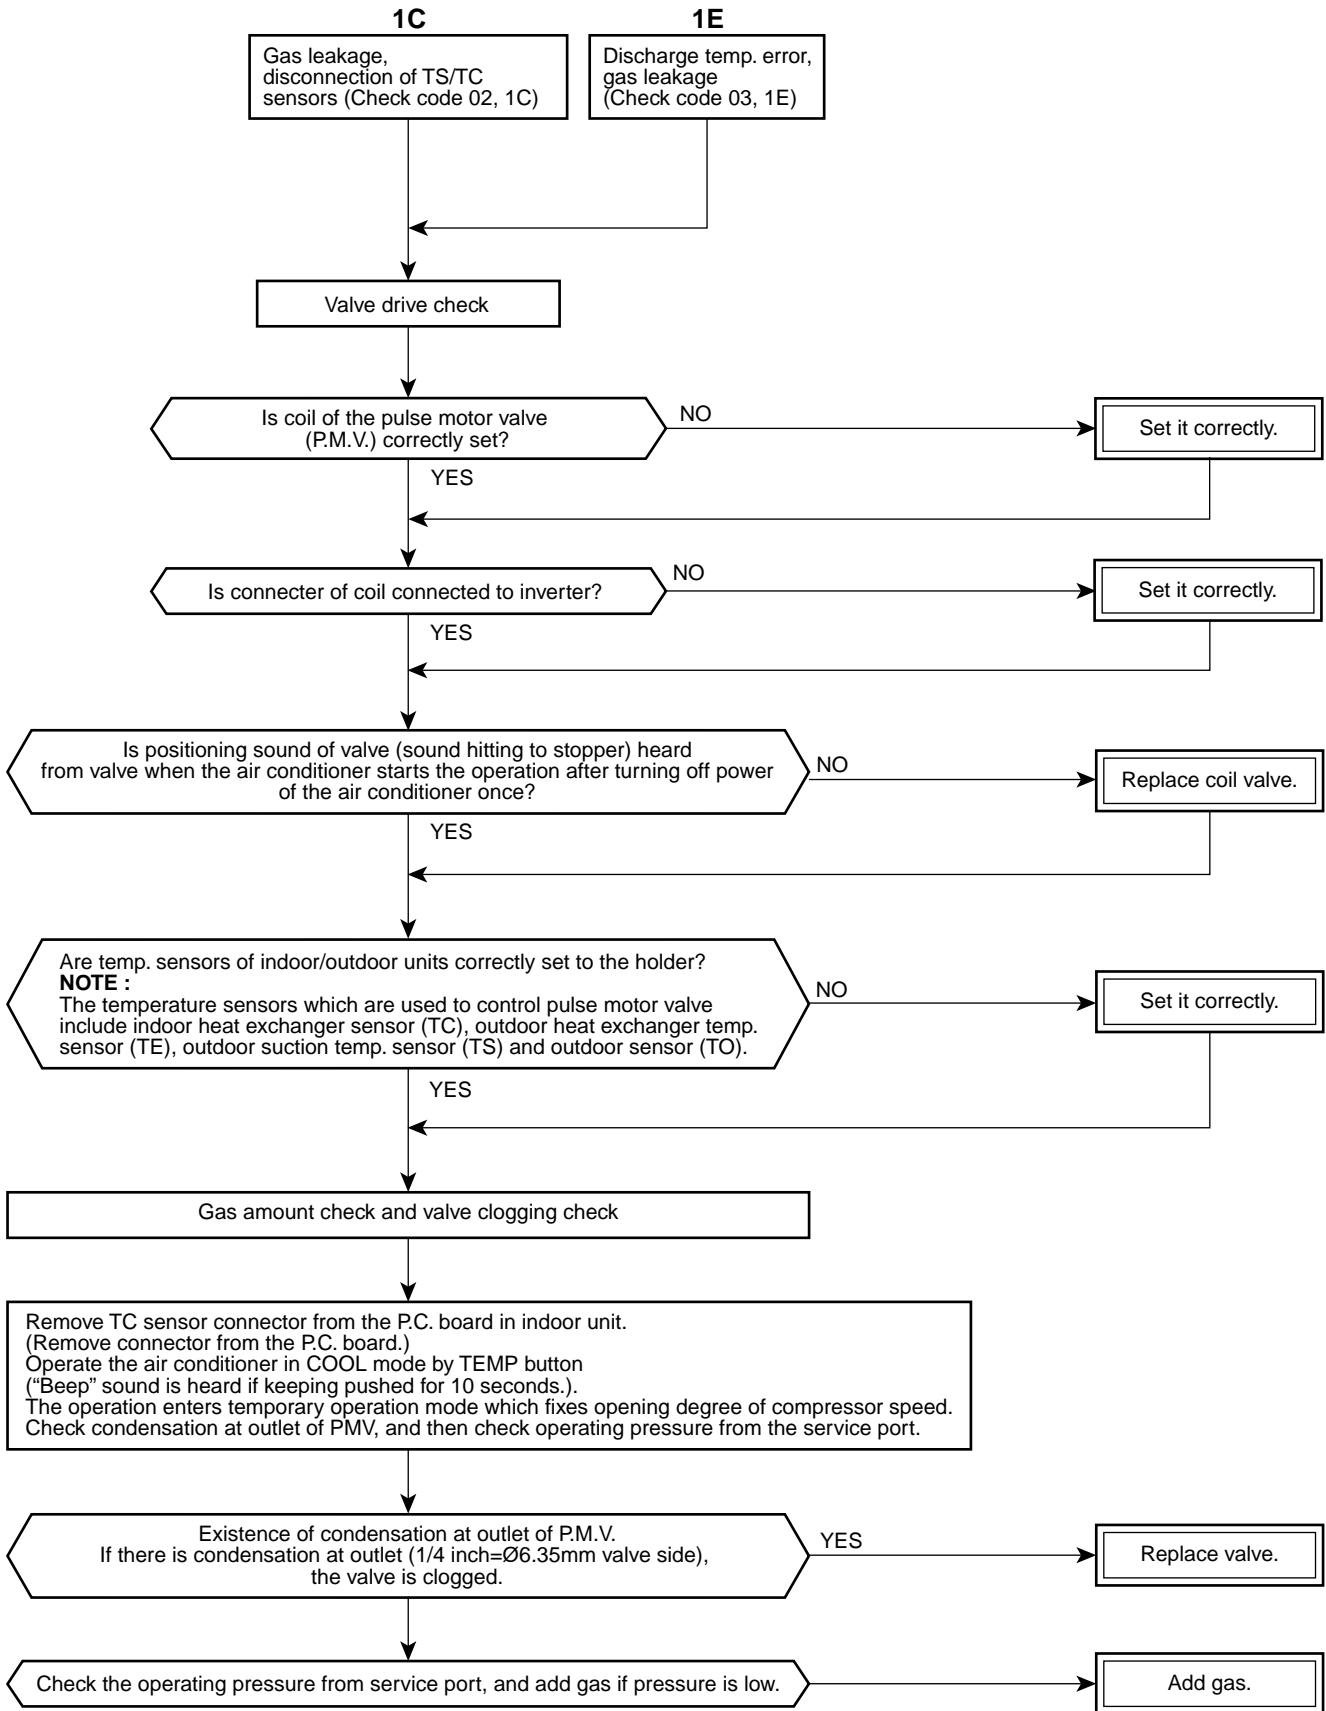 1C
1E
Gas leakage,
disconnection of TS/TC
sensors (Check code 02, 1C)
Discharge temp. error,
gas leakage
(Check code 03, 1E)
Valve drive check
Is coil of the pulse motor valve
(P.M.V.) correctly set?
NO
Set it correctly.
YES
Is connecter of coil connected to inverter?
NO
Set it correctly.
YES
Is positioning sound of valve (sound hitting to stopper) heard
from valve when the air conditioner starts the operation after turning off power
of the air conditioner once?
NO
Replace coil valve.
YES
Are temp. sensors of indoor/outdoor units correctly set to the holder?
NOTE :
The temperature sensors which are used to control pulse motor valve
include indoor heat exchanger sensor (TC), outdoor heat exchanger temp.
sensor (TE), outdoor suction temp. sensor (TS) and outdoor sensor (TO).
NO
Set it correctly.
YES
Gas amount check and valve clogging check
Remove TC sensor connector from the P.C. board in indoor unit.
(Remove connector from the P.C. board.)
Operate the air conditioner in COOL mode by TEMP button
(“Beep” sound is heard if keeping pushed for 10 seconds.).
The operation enters temporary operation mode which fixes opening degree of compressor speed.
Check condensation at outlet of PMV, and then check operating pressure from the service port.
Existence of condensation at outlet of P.M.V.
If there is condensation at outlet (1/4 inch=Ø6.35mm valve side),
the valve is clogged.
YES
Replace valve.
Check the operating pressure from service port, and add gas if pressure is low.
Add gas.